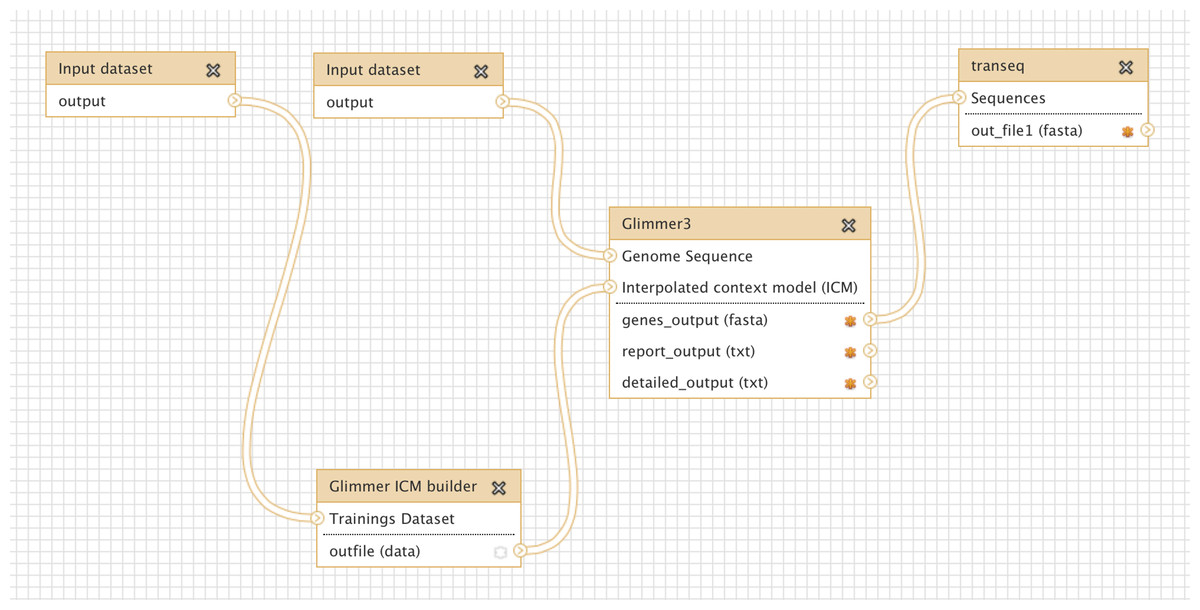 Input dataset
output
Input dataset
output
transeq
Sequences
out_file1 (fasta)
Glimmer3
Genome Sequence
Interpolated context model (ICM)
genes_output (fasta)
report_output (txt)
detailed_output (txt)
Glimmer ICM builder
Trainings Dataset
outfile (data)